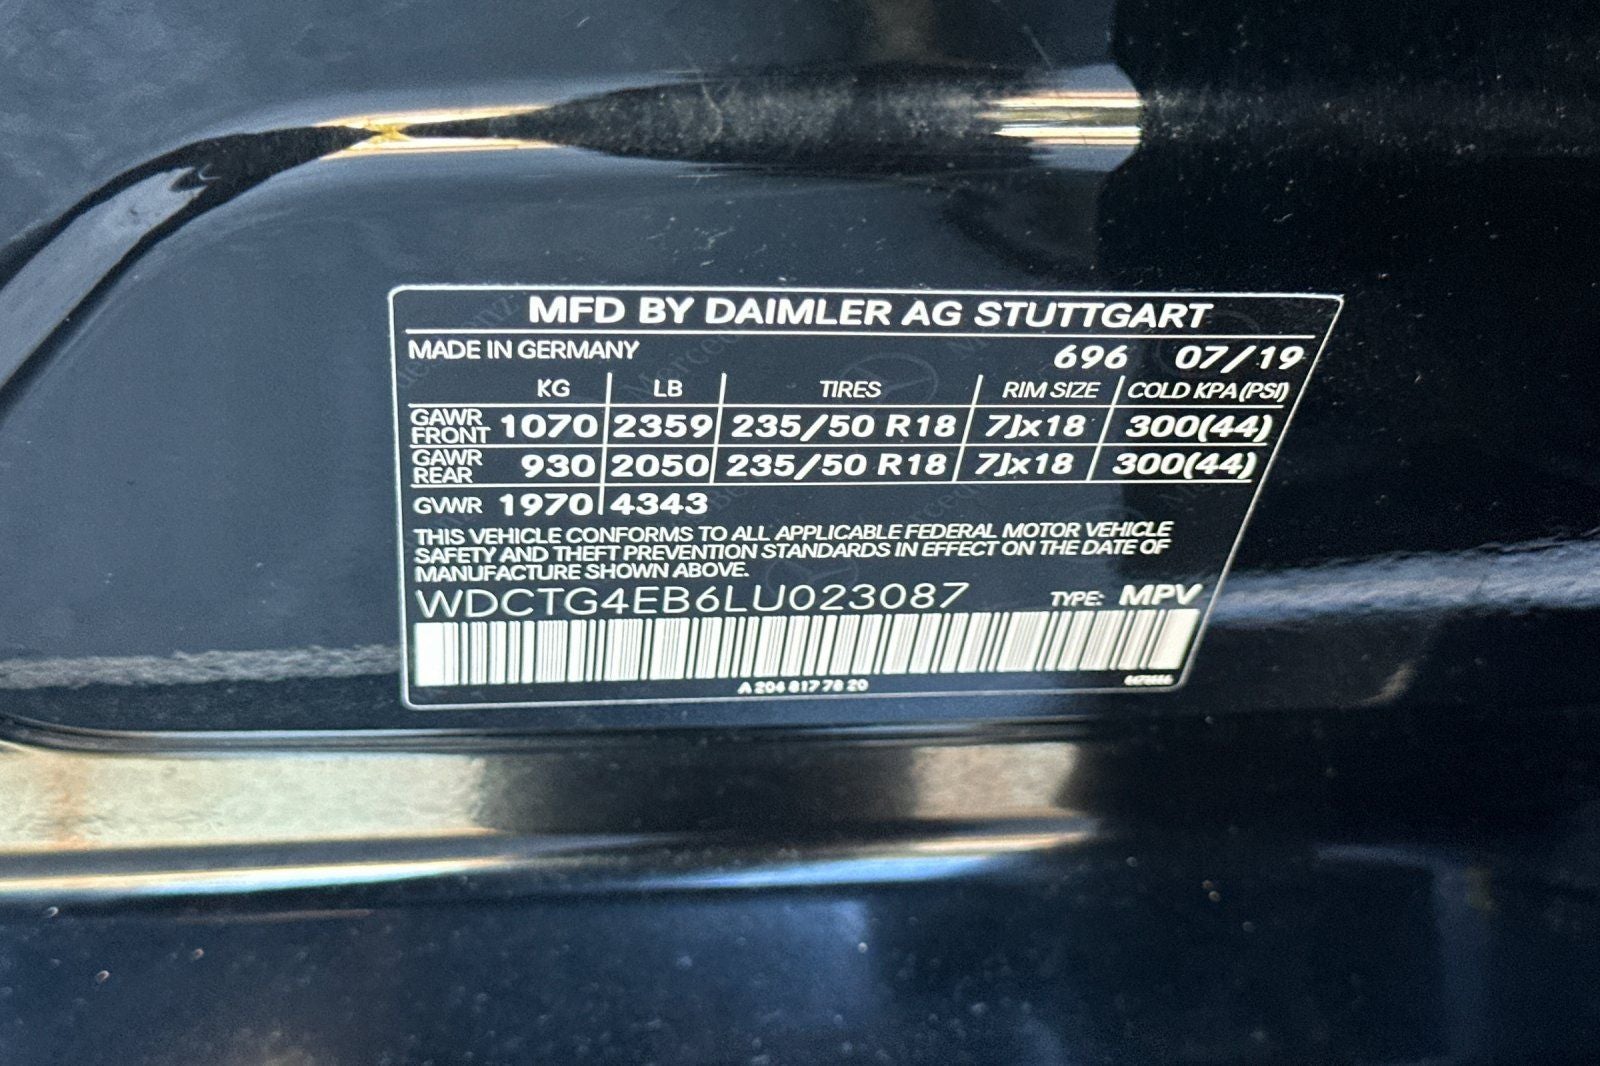 MFD BY DAIMLER AG STUTTGART
MADE IN GERMANY 696 07/19
KG LB TIRES RIM SIZE COLD KPA (PSI)
GAWR FRONT 1070 2359 235/50 R18 7Jx18 300(44)
GAWR REAR 930 2050 235/50 R18 7Jx18 300(44)
GVWR 1970 4343
THIS VEHICLE CONFORMS TO ALL APPLICABLE FEDERAL MOTOR VEHICLE
SAFETY AND THEFT PREVENTION STANDARDS IN EFFECT ON THE DATE OF
MANUFACTURE SHOWN ABOVE.
WDCTG4EB6LU023087 TYPE: MPV
A 204 817 78 20